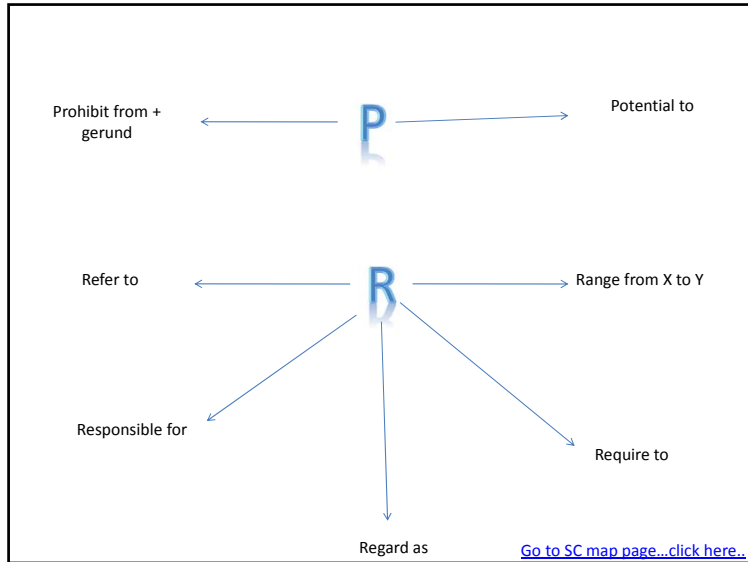 Prohibit from +
gerund
P
Potential to
Refer to
R
Range from X to Y
Responsible for
Require to
Regard as
Go to SC map page...click here..